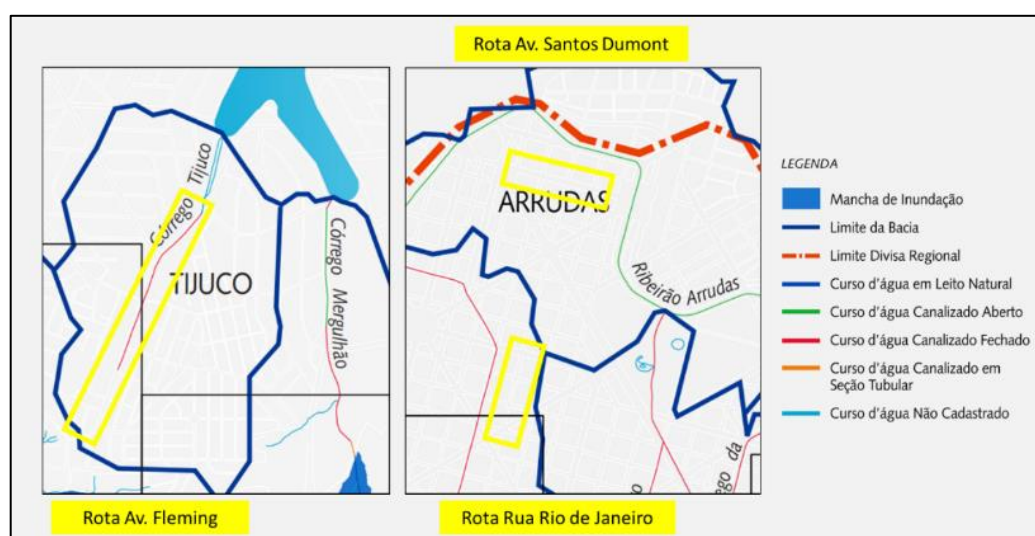 Rota Av. Santos Dumont
Córrego Tijuco
TIJUCO
Córrego Mergulhão
ARRUDAS
Ribeirão Arrudas
o
go da
LEGENDA
Mancha de Inundação
Limite da Bacia
Limite Divisa Regional
Curso d'água em Leito Natural
Curso d'água Canalizado Aberto
Curso d'água Canalizado Fechado
Curso d'água Canalizado em
Seção Tubular
Curso d'água Não Cadastrado
Rota Av. Fleming
Rota Rua Rio de Janeiro